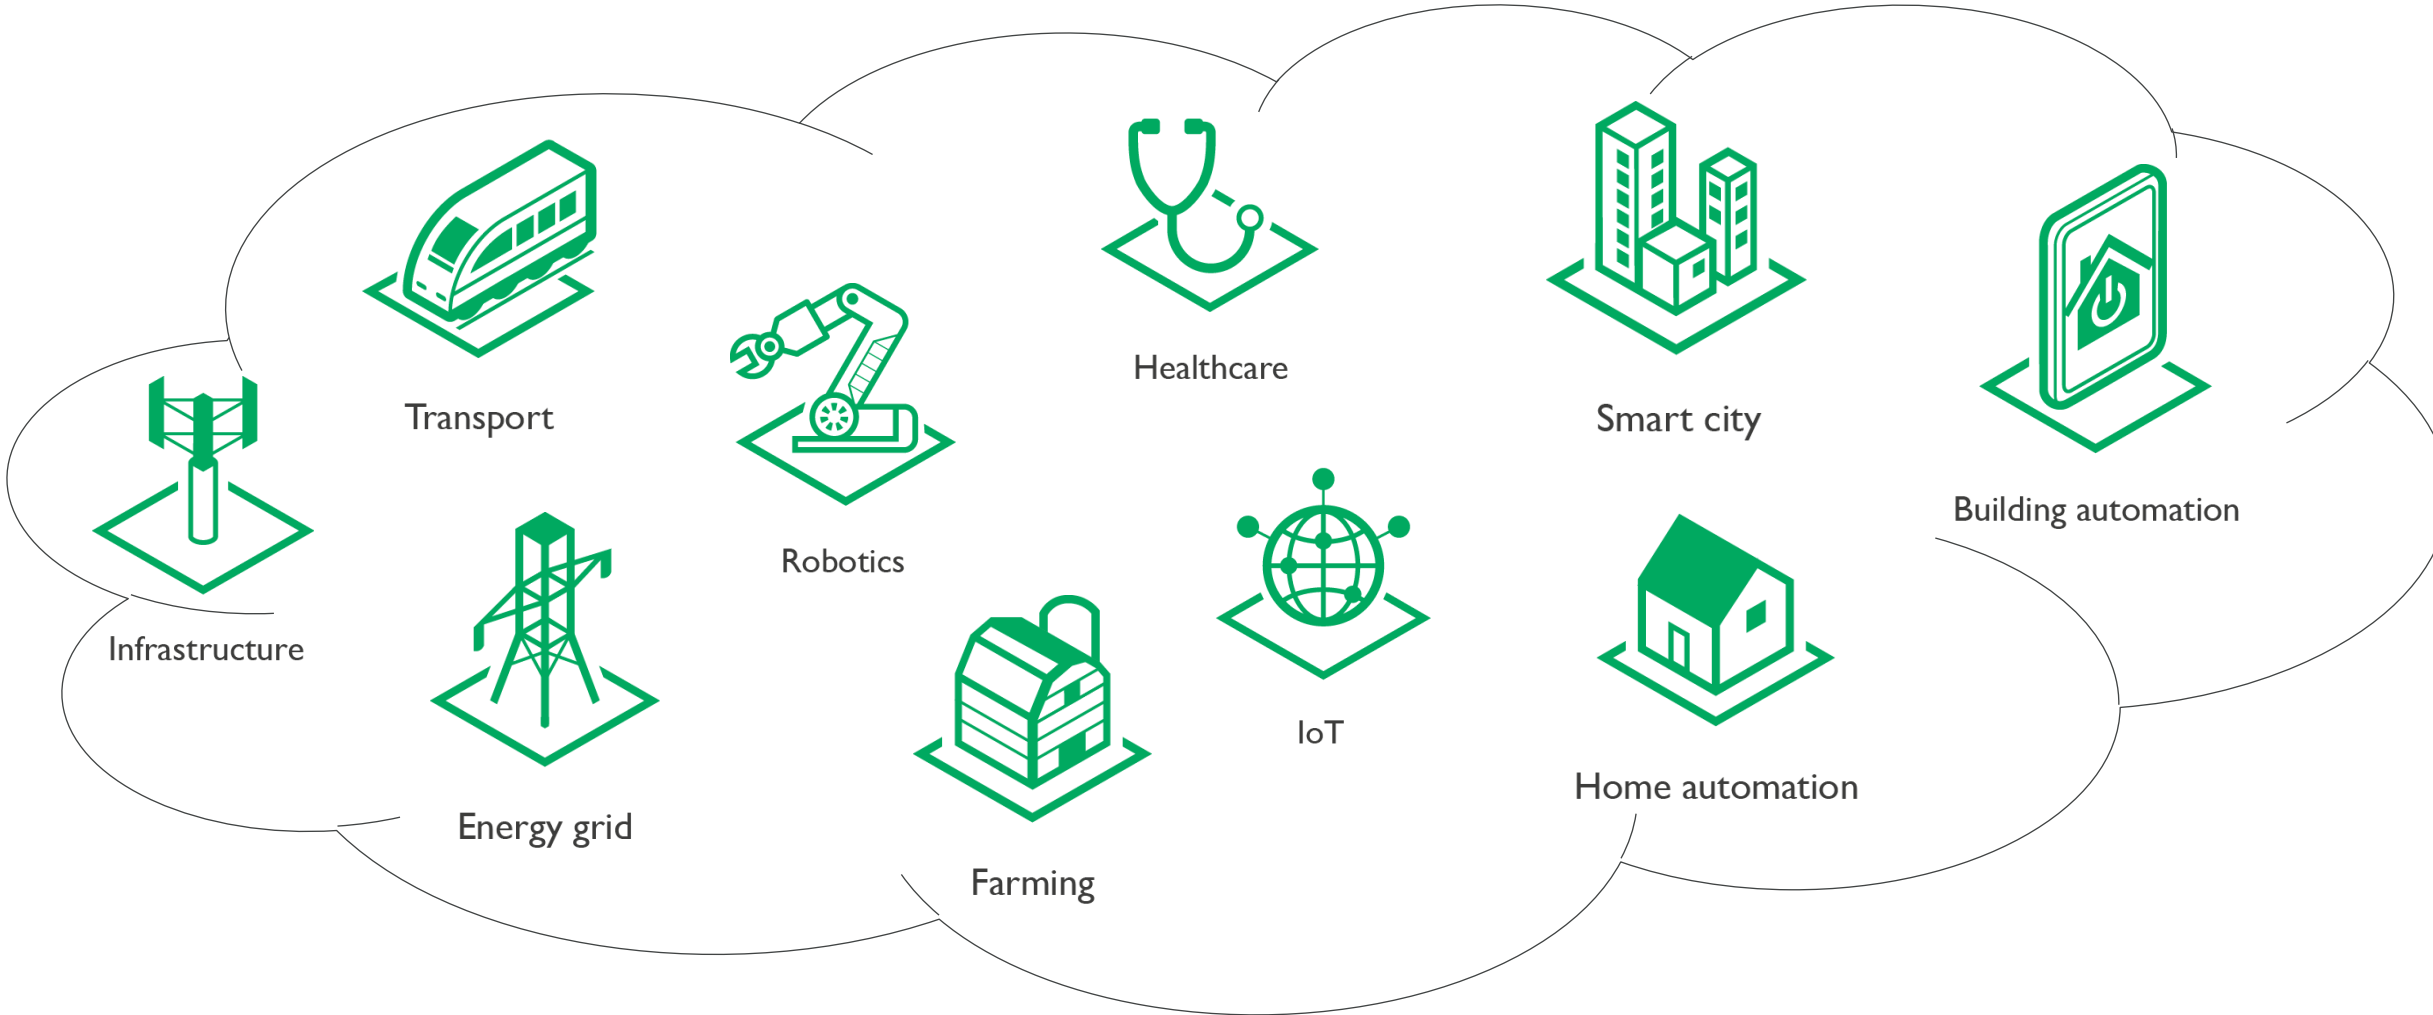 Healthcare
Transport
Smart city
Building automation
Robotics
Infrastructure
IoT
Home automation
Energy grid
Farming